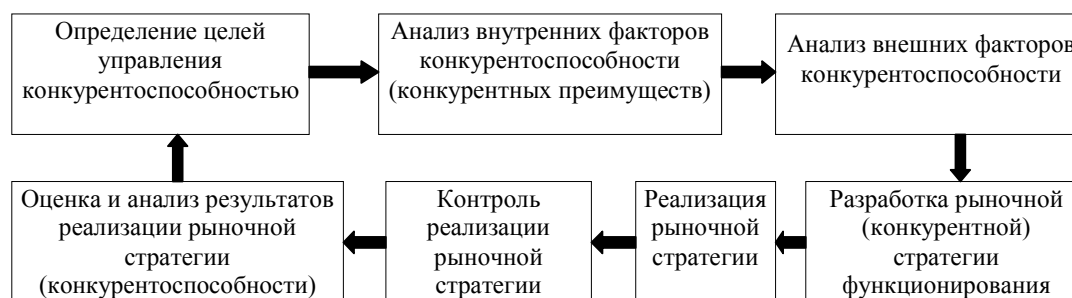 Определение целей
управления
конкурентоспособностью
Анализ внутренних факторов
конкурентоспособности
(конкурентных преимуществ)
Анализ внешних факторов
конкурентоспособности
Оценка и анализ результатов
реализации рыночной
стратегии
(конкурентоспособности)
Контроль
реализации
рыночной
стратегии
Реализация
рыночной
стратегии
Разработка рыночной
(конкурентной)
стратегии
функционирования